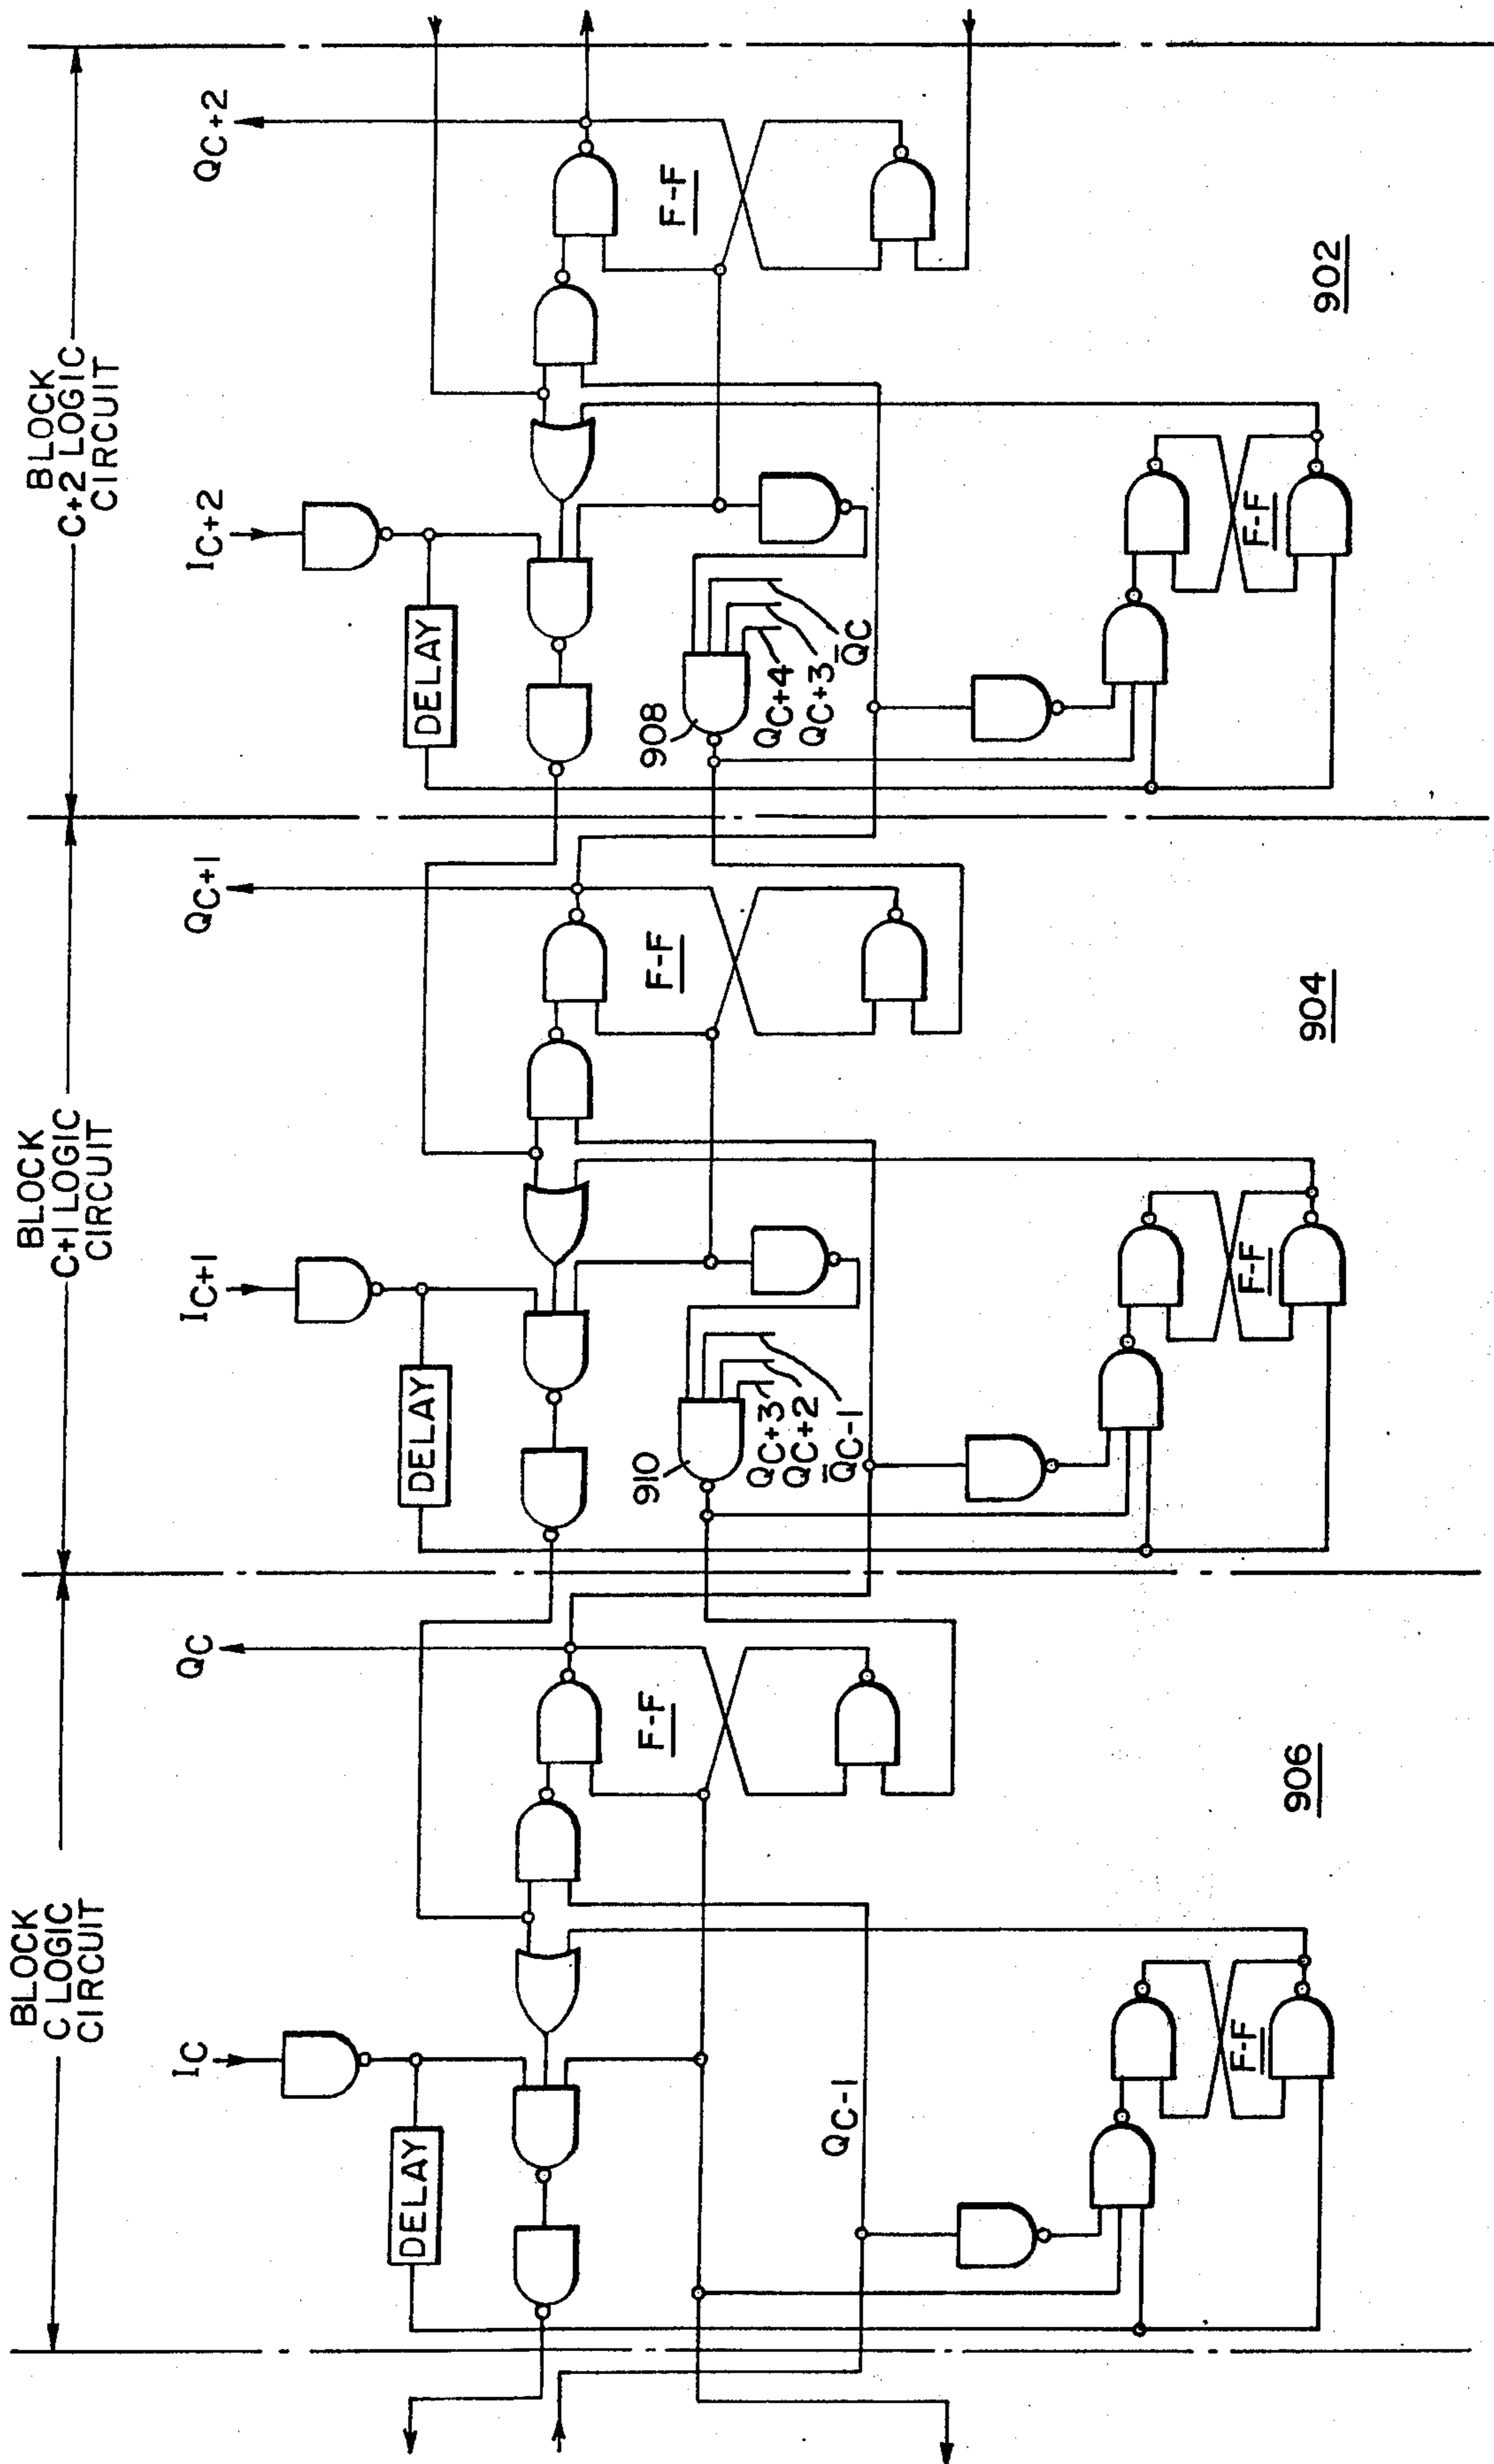 BLOCK
C LOGIC
CIRCUIT
BLOCK
C+1 LOGIC
CIRCUIT
BLOCK
C+2 LOGIC
CIRCUIT
IC
QC
IC+1
QC+1
IC+2
QC+2
DELAY
DELAY
DELAY
F-F
F-F
F-F
910
QC+3
QC+2
Q̅C-1
908
QC+4
QC+3
Q̅C
QC-1
F-F
F-F
F-F
906
904
902